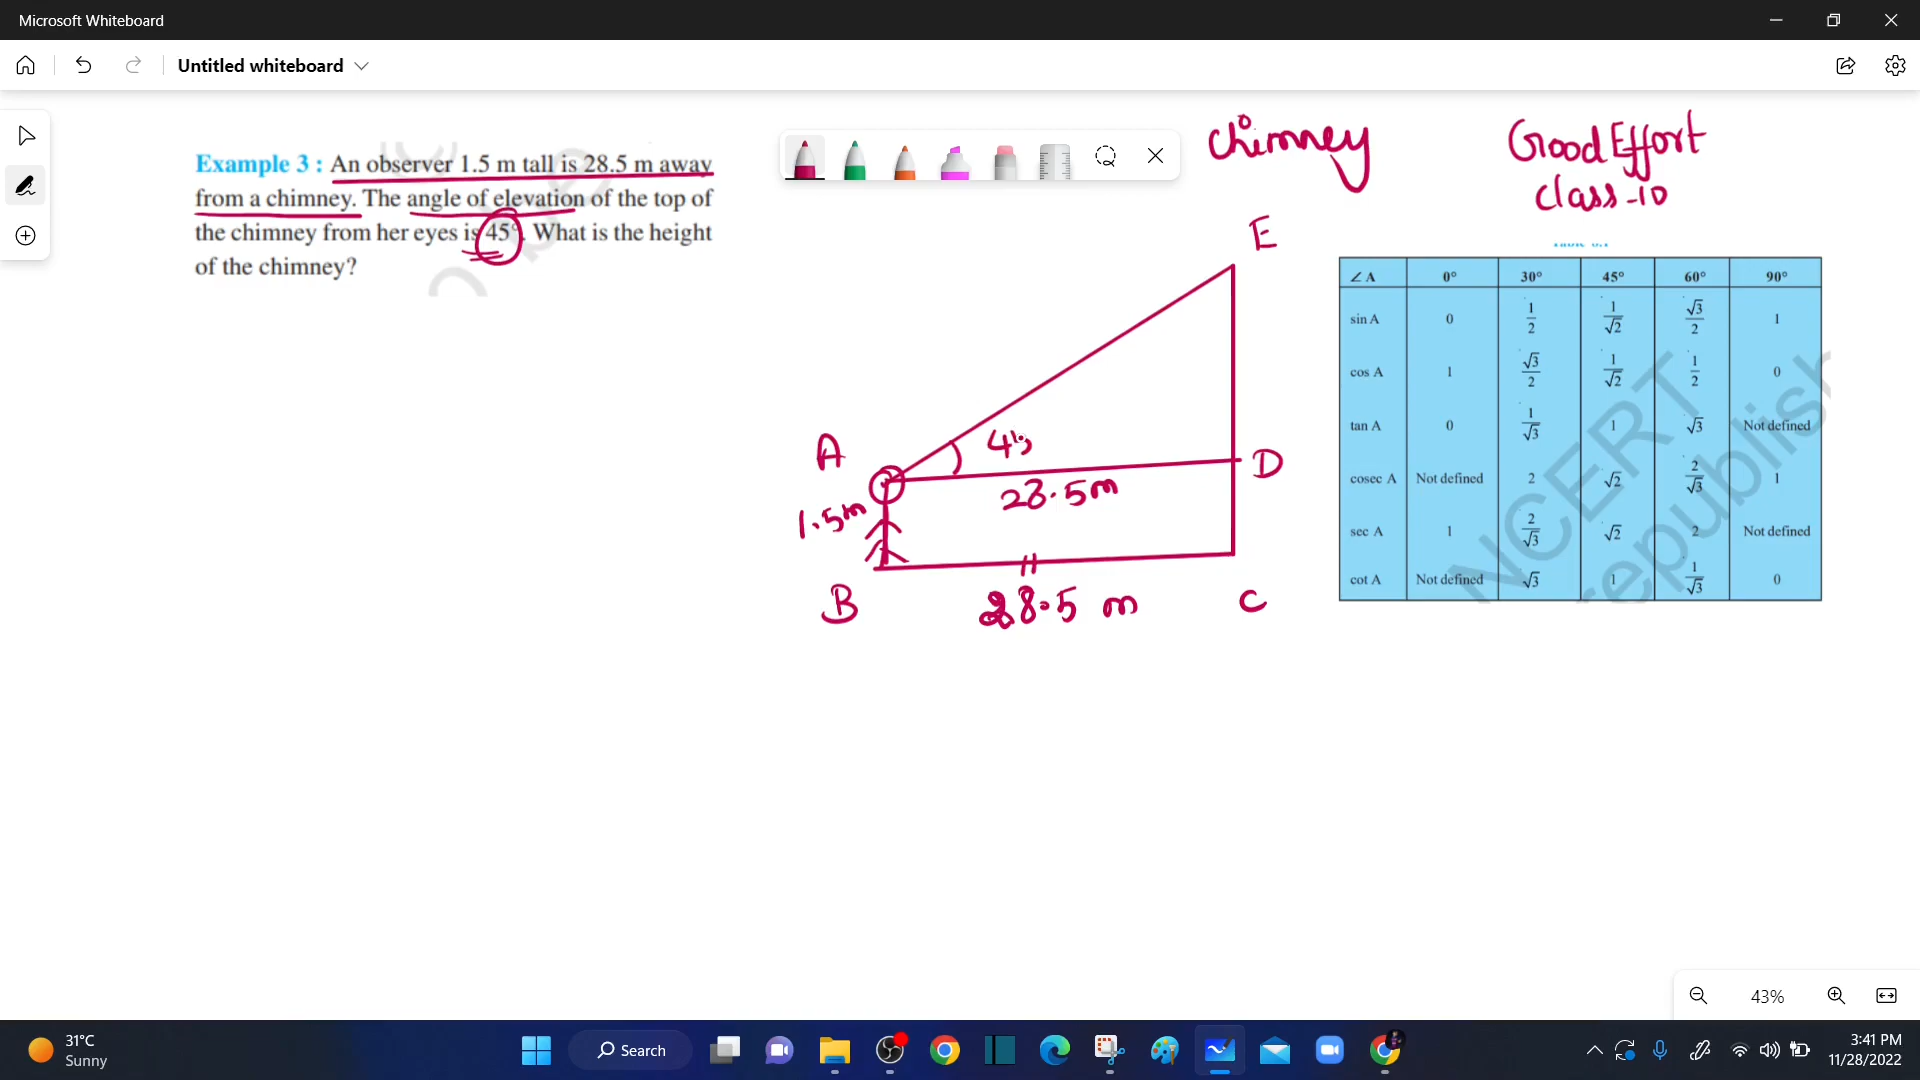 Microsoft Whiteboard
Untitled whiteboard
Example 3 : An observer 1.5 m tall is 28.5 m away
from a chimney. The angle of elevation of the top of
the chimney from her eyes is 45°. What is the height
of the chimney?
Chimney
Good Effort
Class-10
E
A
45
D
28.5m
1.5m
B
28.5 m
C
∠A 0° 30° 45° 60° 90°
sin A 0 1/2 1/√2 √3/2 1
cos A 1 √3/2 1/√2 1/2 0
tan A 0 1/√3 1 √3 Not defined
cosec A Not defined 2 √2 2/√3 1
sec A 1 2/√3 √2 2 Not defined
cot A Not defined √3 1 1/√3 0
NCERT
republish
43%
31°C
Sunny
Search
3:41 PM
11/28/2022